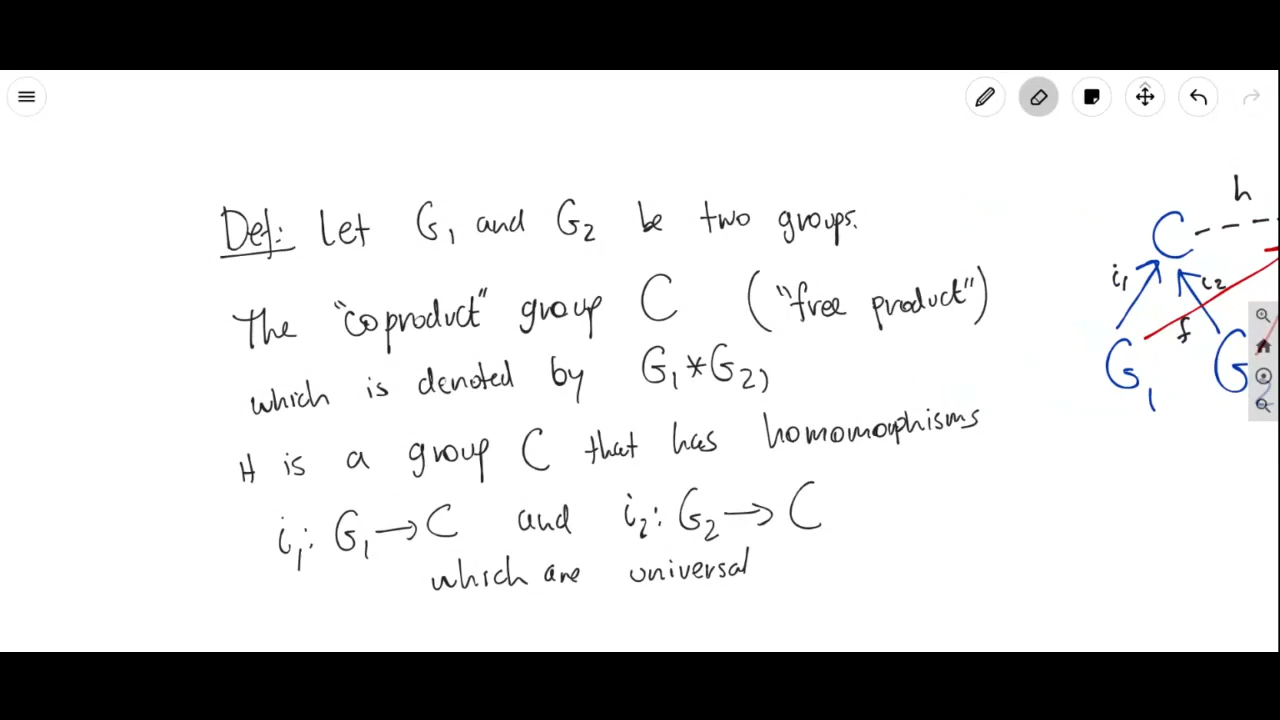 Def: Let G₁ and G₂ be two groups.
The "coproduct" group C ("free product")
which is denoted by G₁*G₂,
It is a group C that has homomorphisms
i₁: G₁→C and i₂: G₂→C
which are universal
h
C
i₁ i₂
f
G₁ G